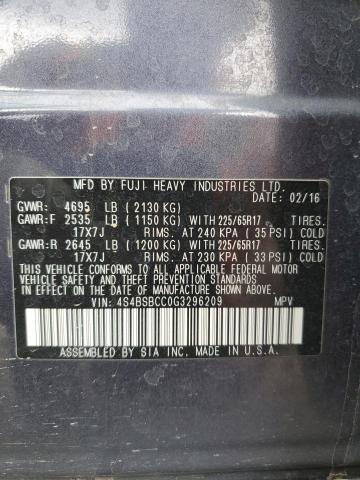 MFD BY FUJI HEAVY INDUSTRIES LTD.
DATE: 02/16
GVWR: 4695 LB ( 2130 KG)
GAWR:F 2535 LB ( 1150 KG) WITH 225/65R17
17X7J RIMS. AT 240 KPA ( 35 PSI) COLD
GAWR:R 2645 LB ( 1200 KG) WITH 225/65R17
17X7J RIMS. AT 230 KPA ( 33 PSI) COLD
THIS VEHICLE CONFORMS TO ALL APPLICABLE FEDERAL MOTOR
VEHICLE SAFETY, BUMPER, AND THEFT PREVENTION STANDARDS
IN EFFECT ON THE DATE OF MANUFACTURE SHOWN ABOVE.
VIN: 4S4BSBCC0G3296209 MPV
ASSEMBLED BY SIA INC. MADE IN U.S.A.